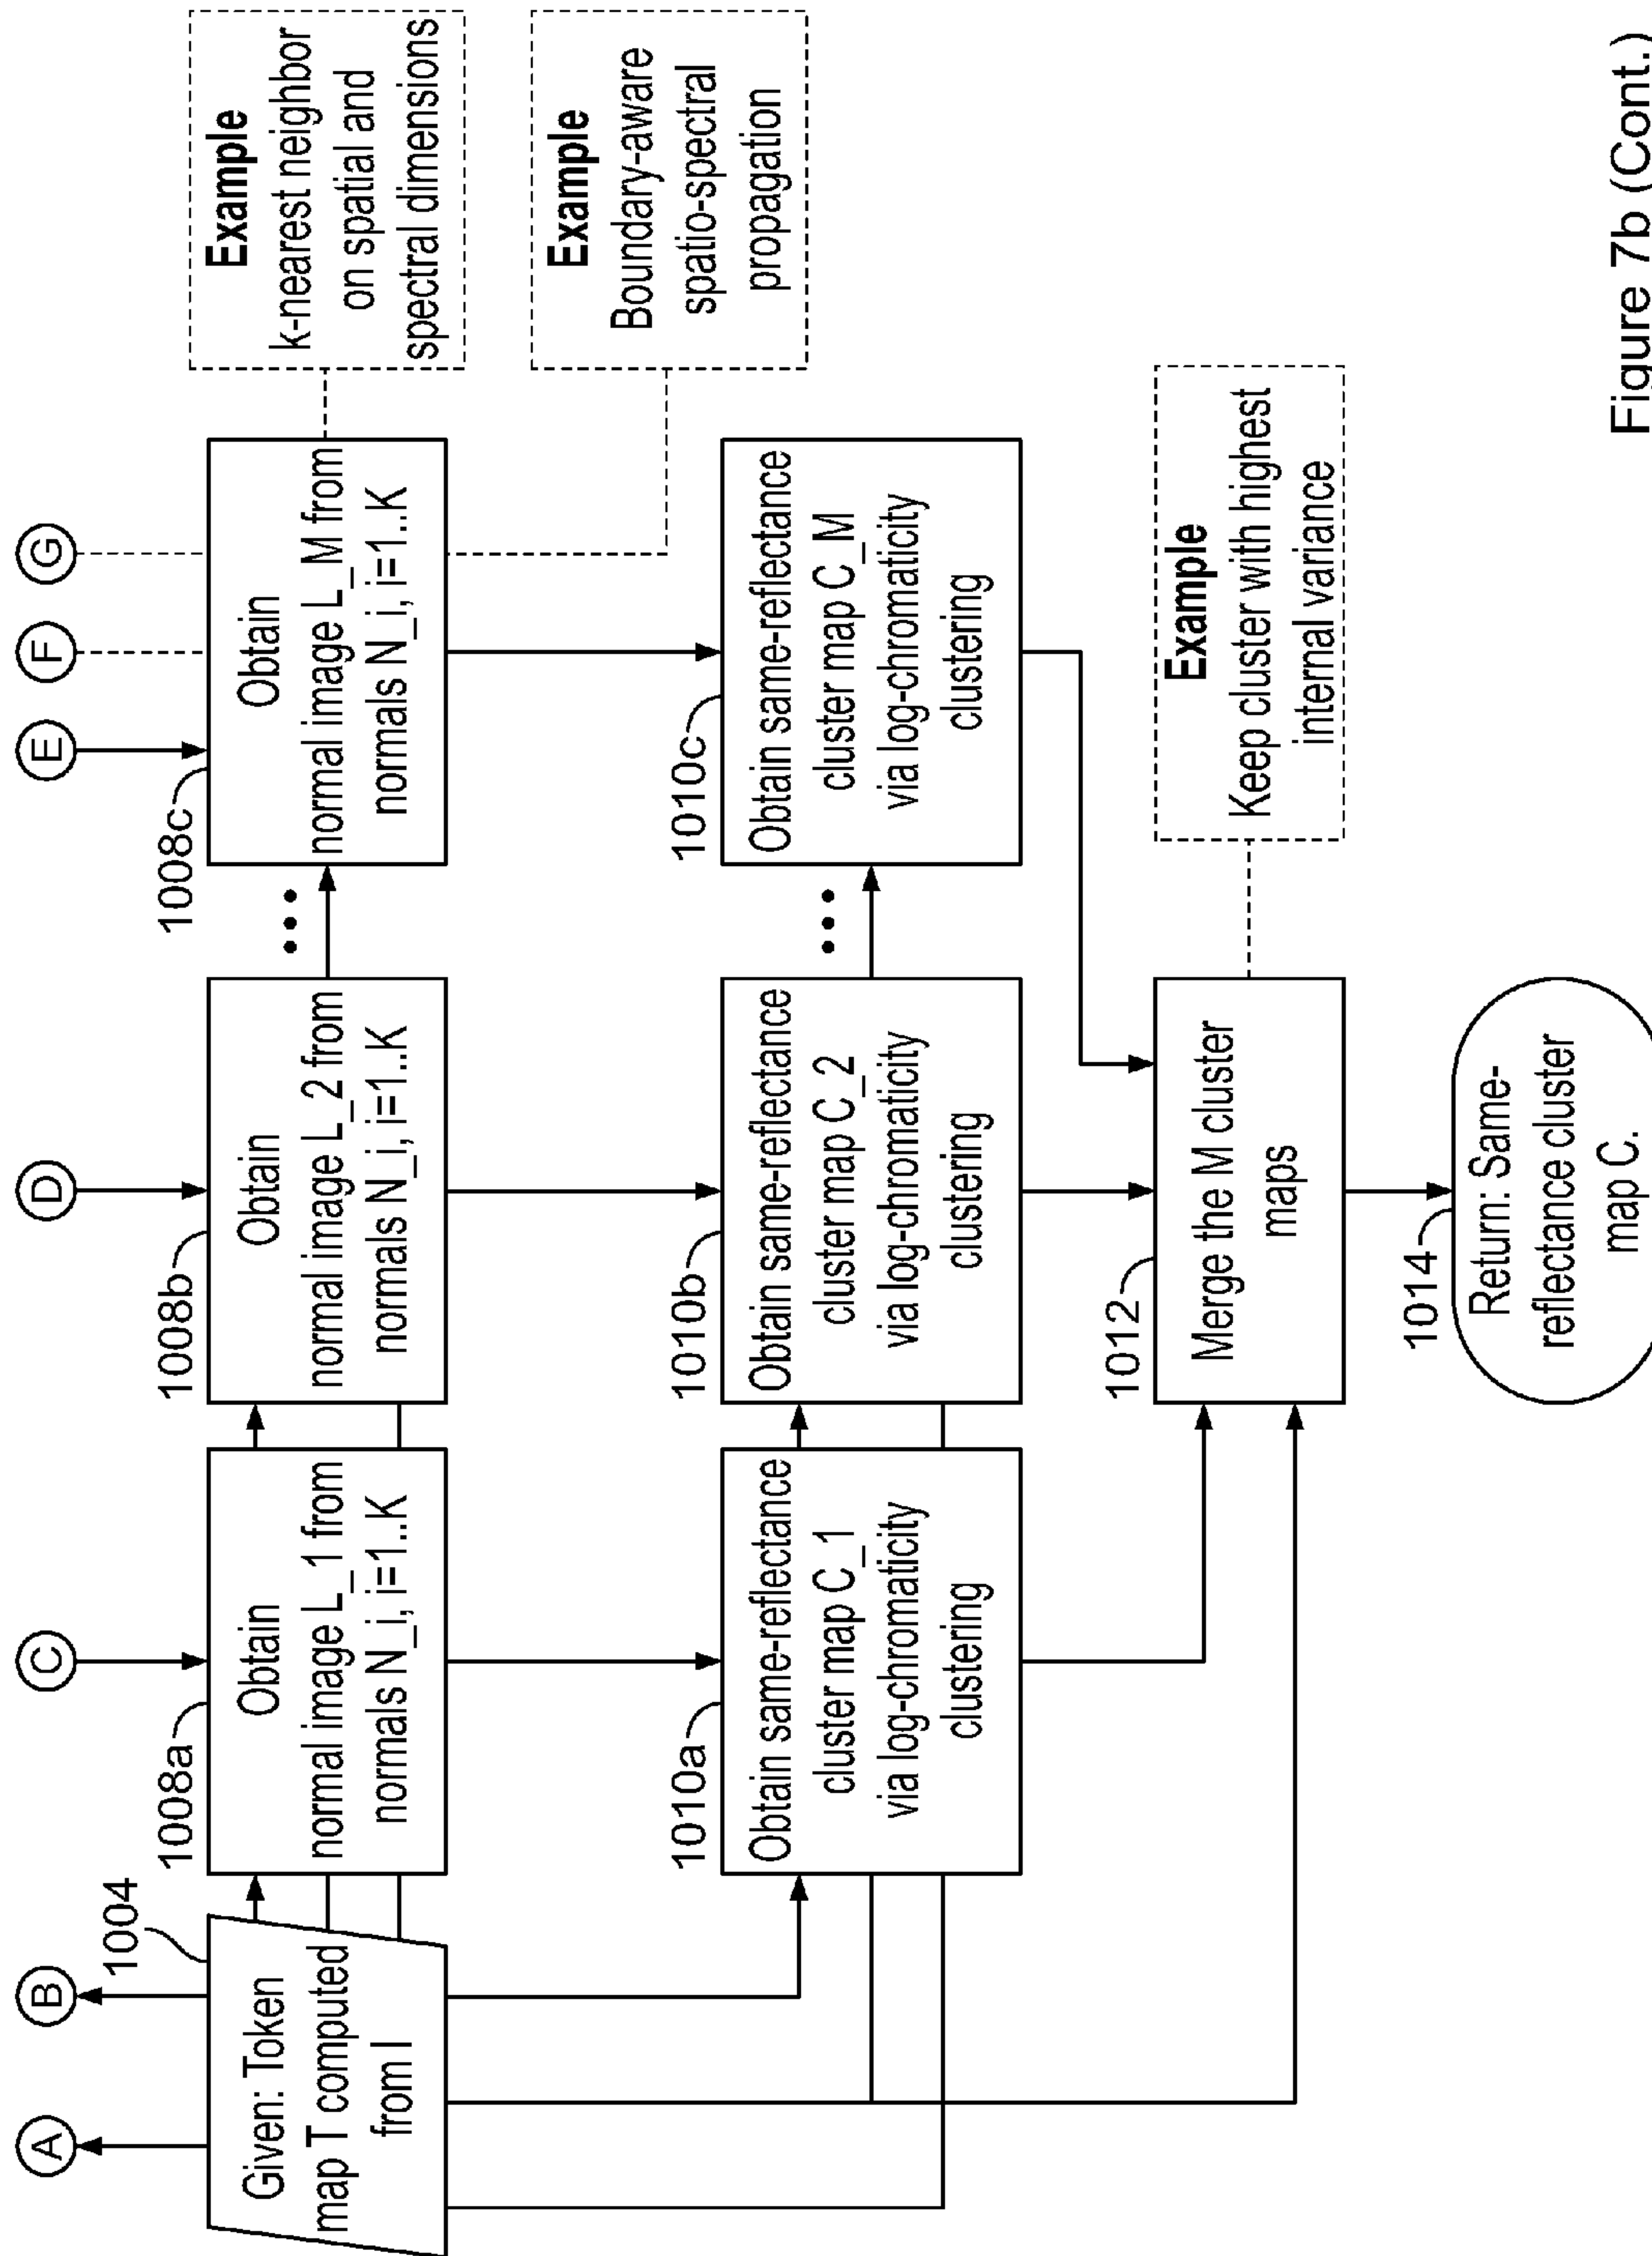 A
B
C
D
E
F
G
1004
Given: Token
map T computed
from I
1008a
Obtain
normal image L_1 from
normals N_i, i=1..K
1008b
Obtain
normal image L_2 from
normals N_i, i=1..K
•••
1008c
Obtain
normal image L_M from
normals N_i, i=1..K
Example
k-nearest neighbor
on spatial and
spectral dimensions
Example
Boundary-aware
spatio-spectral
propagation
1010a
Obtain same-reflectance
cluster map C_1
via log-chromaticity
clustering
1010b
Obtain same-reflectance
cluster map C_2
via log-chromaticity
clustering
•••
1010c
Obtain same-reflectance
cluster map C_M
via log-chromaticity
clustering
1012
Merge the M cluster
maps
Example
Keep cluster with highest
internal variance
1014
Return: Same-
reflectance cluster
map C.
Figure 7b (Cont.)